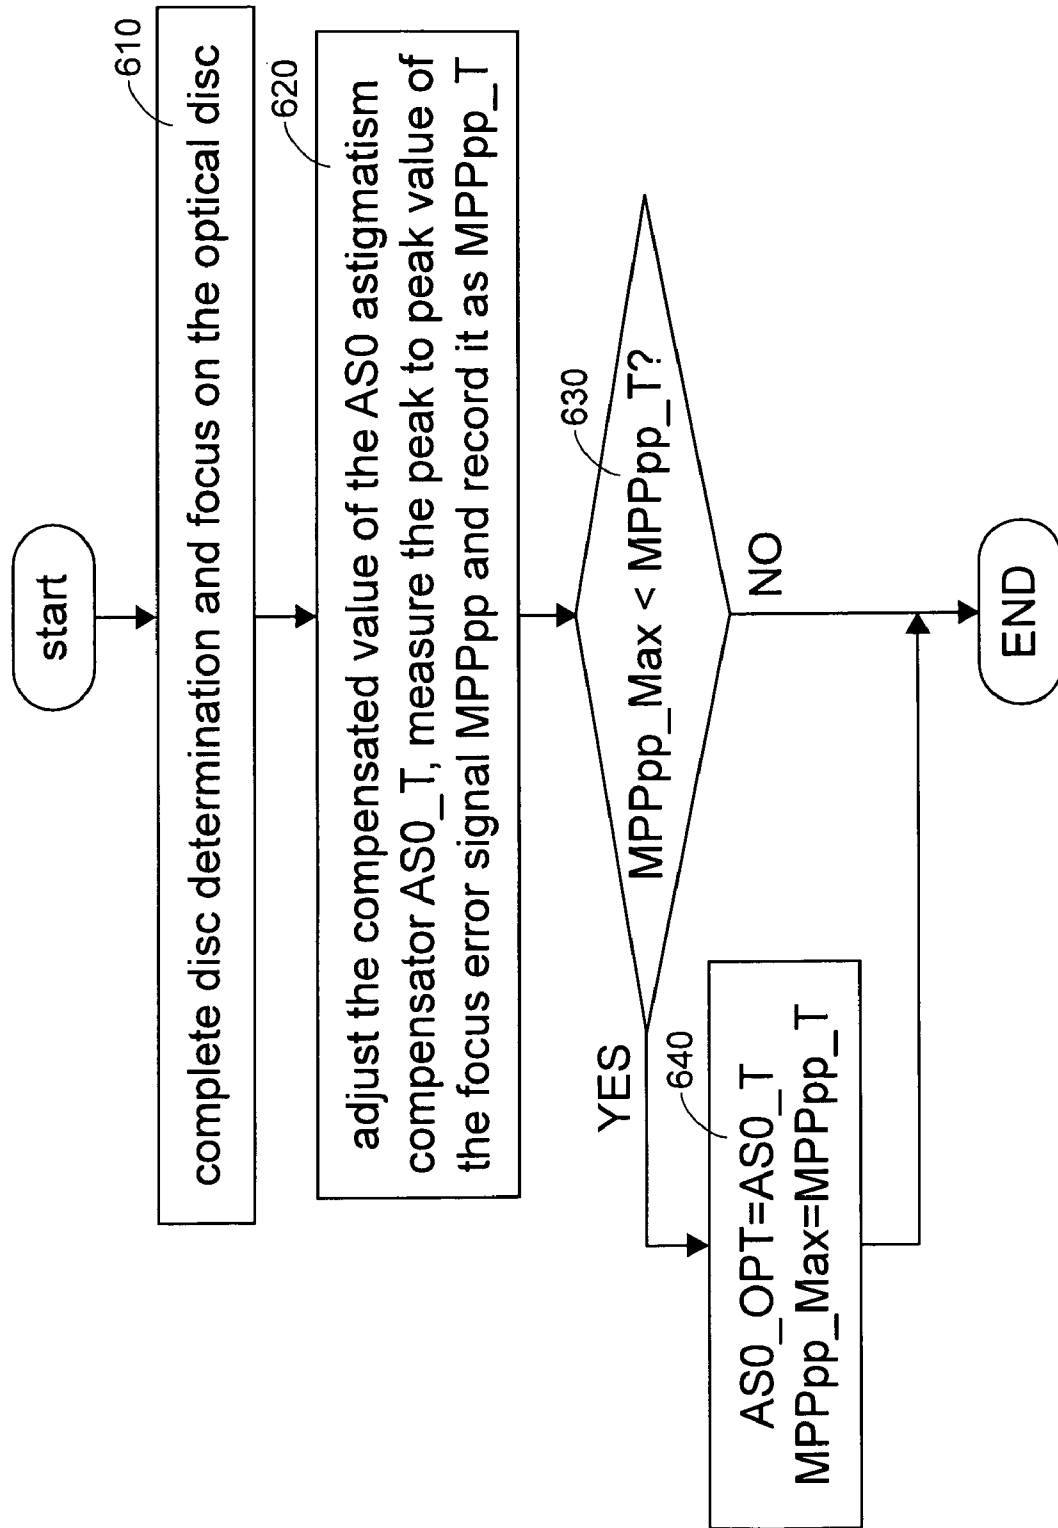 start
610
complete disc determination and focus on the optical disc
620
adjust the compensated value of the AS0 astigmatism
compensator AS0_T, measure the peak to peak value of
the focus error signal MPPpp and record it as MPPpp_T
630
MPPpp_Max < MPPpp_T?
YES
NO
640
AS0_OPT=AS0_T
MPPpp_Max=MPPpp_T
END